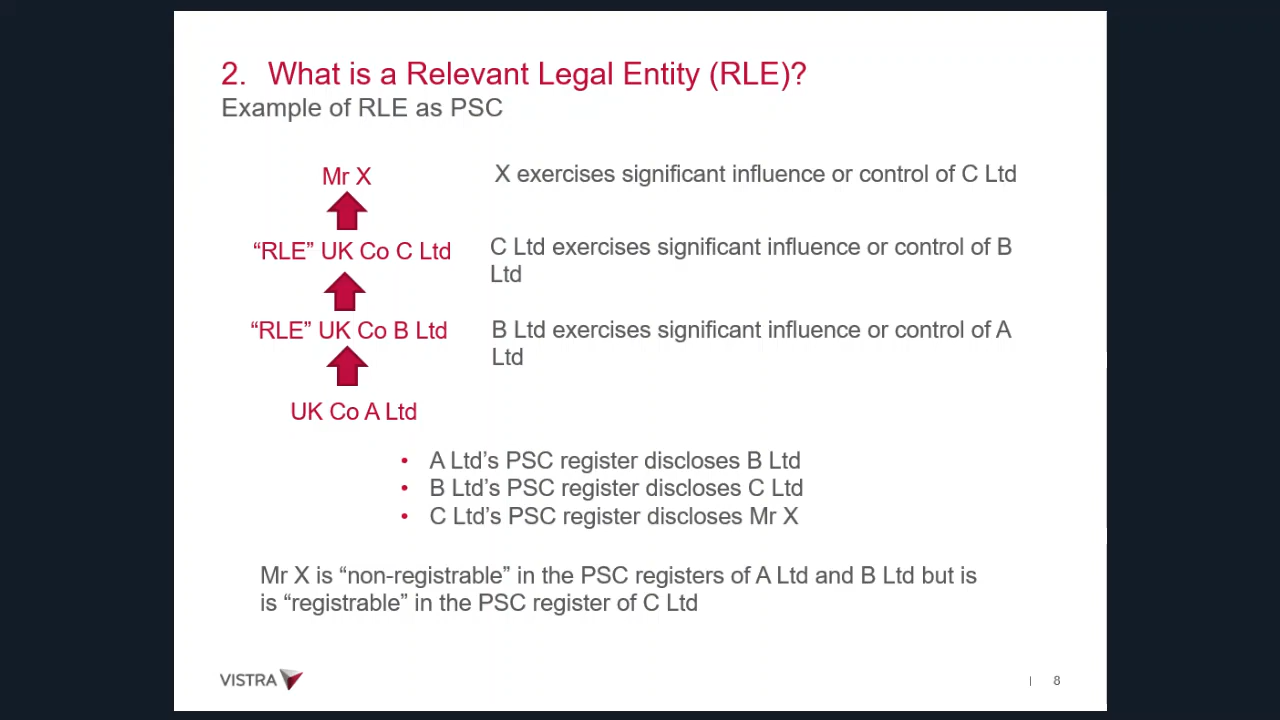 2. What is a Relevant Legal Entity (RLE)?
Example of RLE as PSC
Mr X
X exercises significant influence or control of C Ltd
“RLE” UK Co C Ltd
C Ltd exercises significant influence or control of B
Ltd
“RLE” UK Co B Ltd
B Ltd exercises significant influence or control of A
Ltd
UK Co A Ltd
• A Ltd’s PSC register discloses B Ltd
• B Ltd’s PSC register discloses C Ltd
• C Ltd’s PSC register discloses Mr X
Mr X is “non-registrable” in the PSC registers of A Ltd and B Ltd but is
is “registrable” in the PSC register of C Ltd
VISTRA
| 8